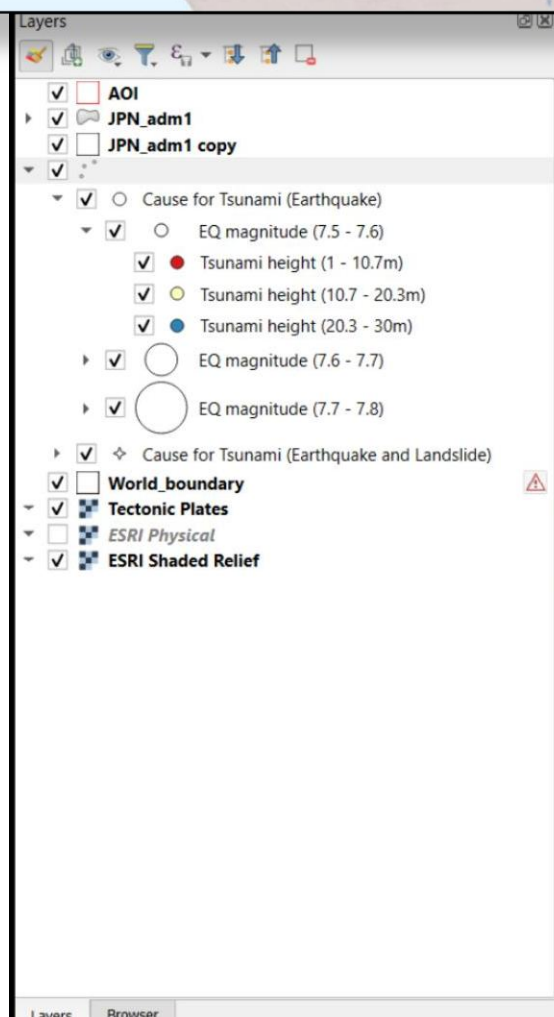 Layers
AOI
JPN_adm1
JPN_adm1 copy
Cause for Tsunami (Earthquake)
EQ magnitude (7.5 - 7.6)
Tsunami height (1 - 10.7m)
Tsunami height (10.7 - 20.3m)
Tsunami height (20.3 - 30m)
EQ magnitude (7.6 - 7.7)
EQ magnitude (7.7 - 7.8)
Cause for Tsunami (Earthquake and Landslide)
World_boundary
Tectonic Plates
ESRI Physical
ESRI Shaded Relief
Layers Browser